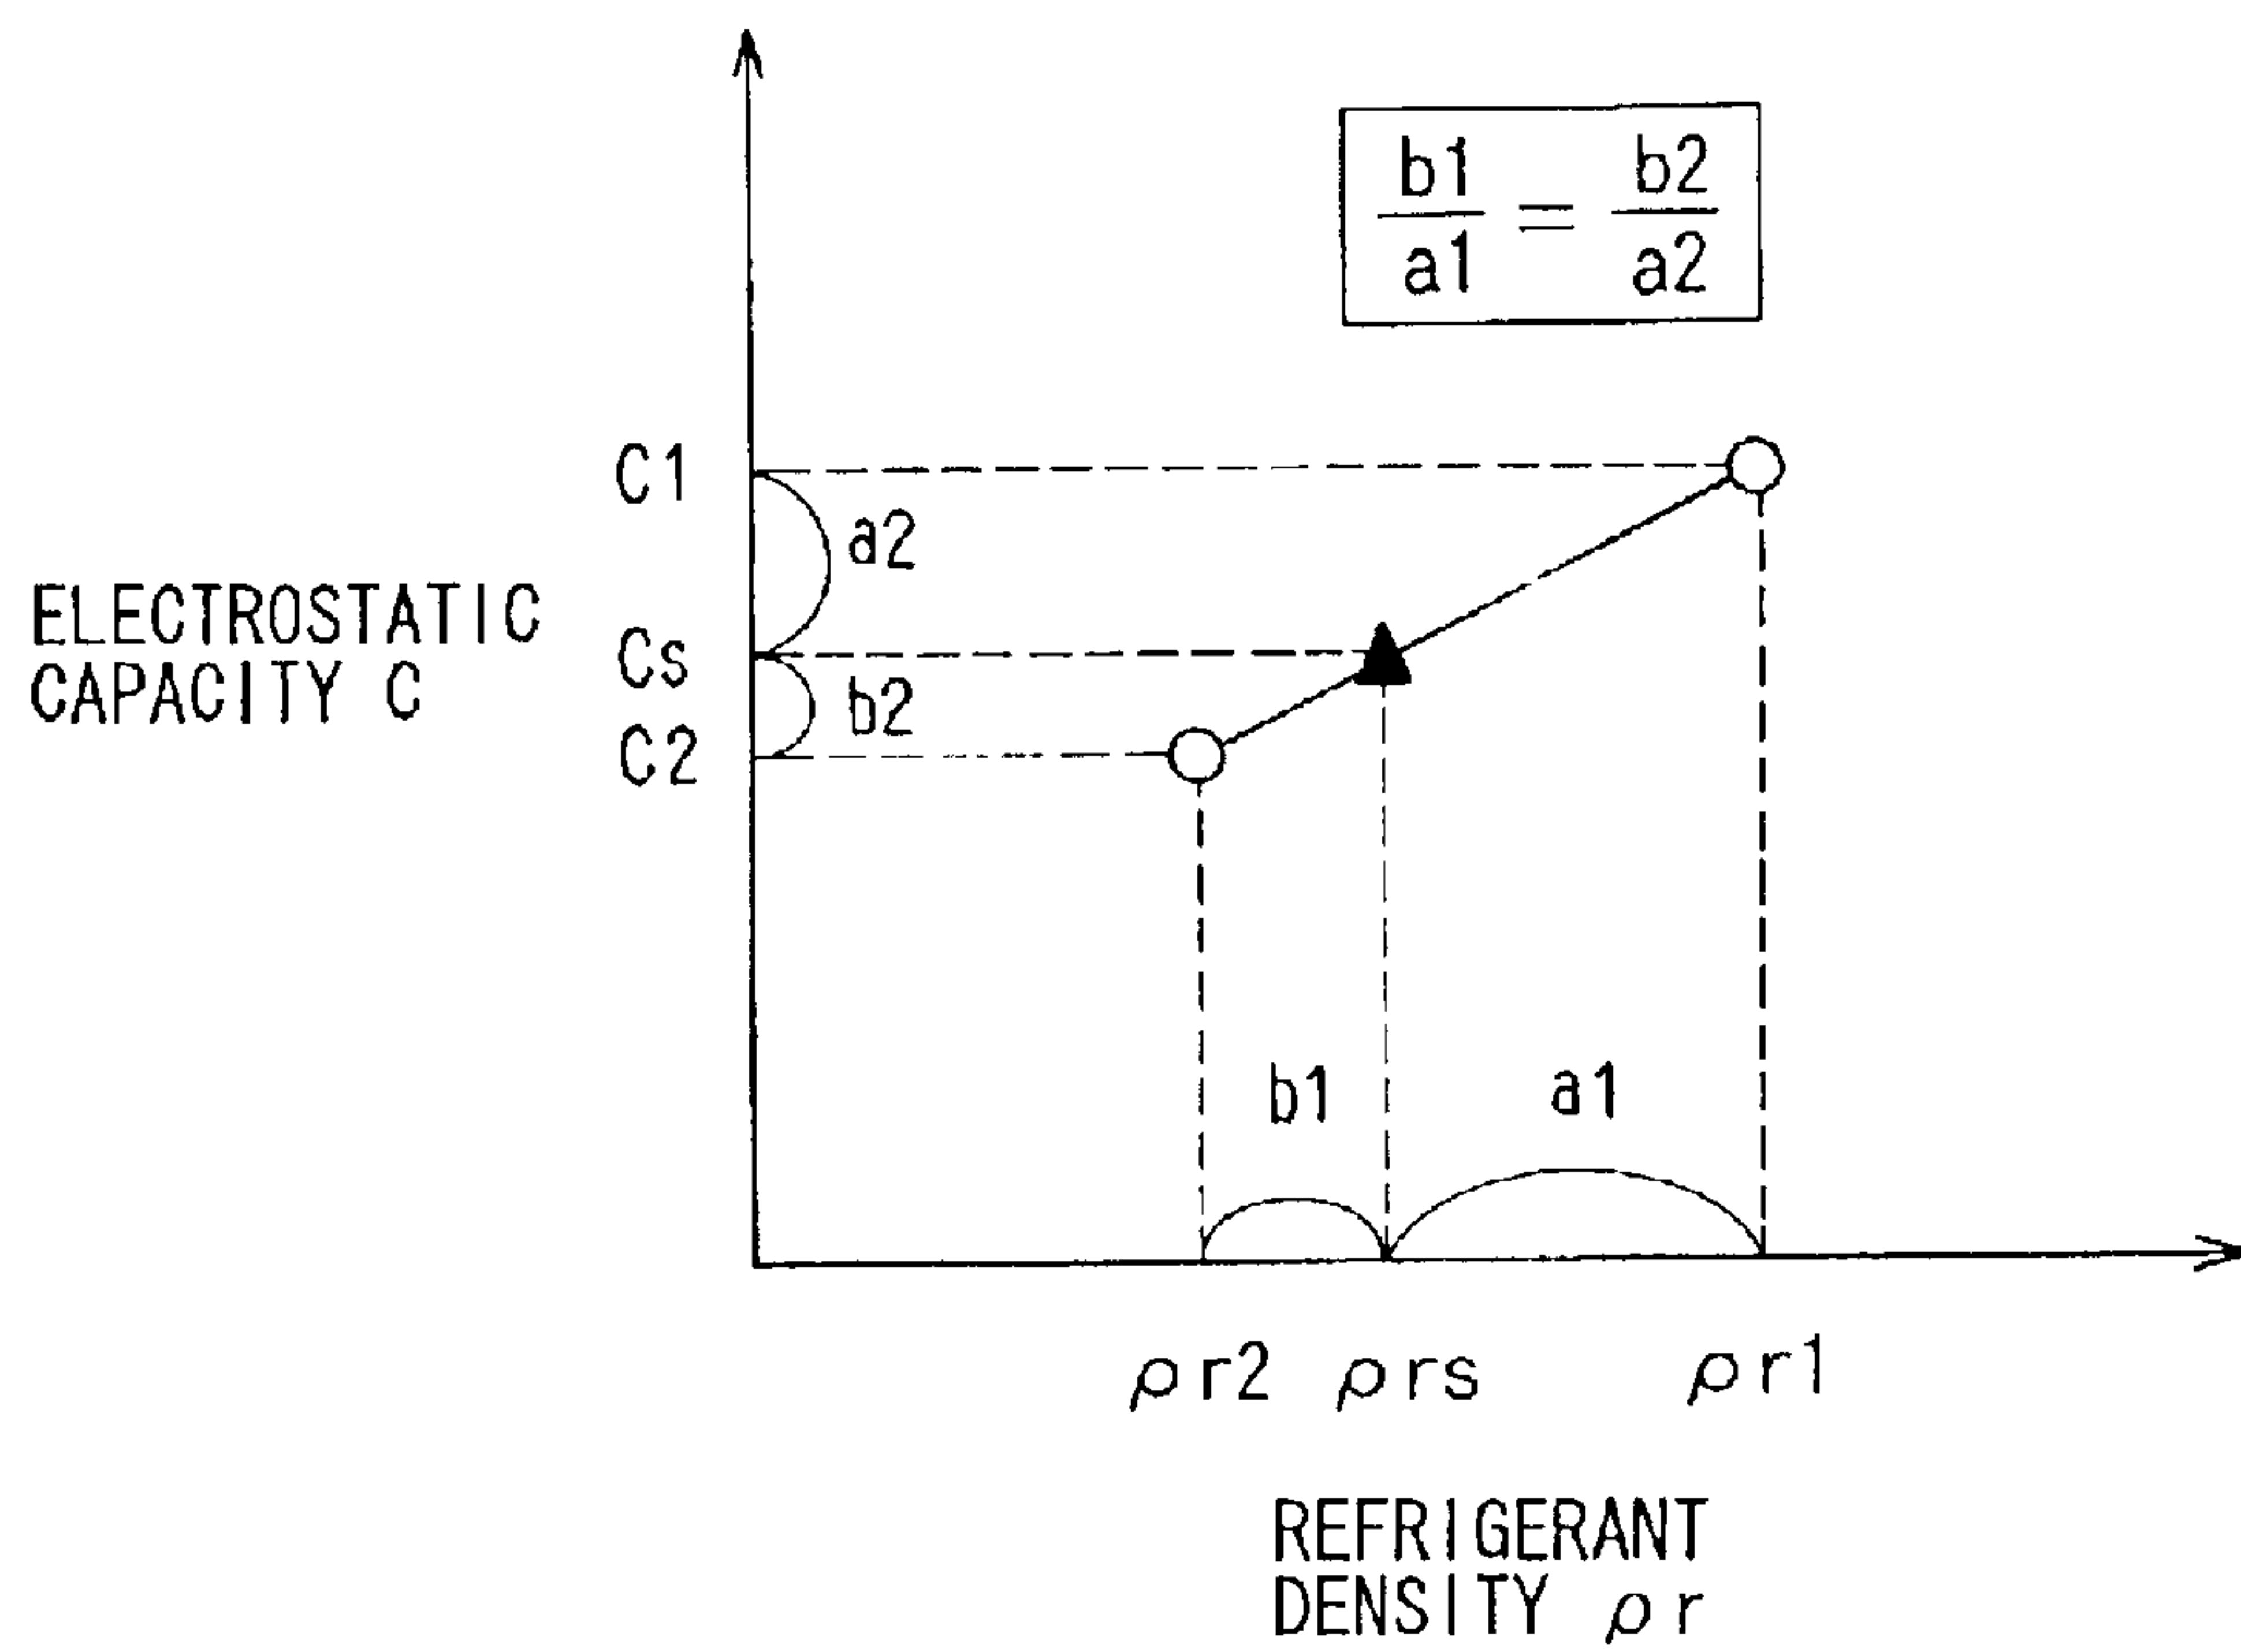 b1 = b2
a1 a2
C1
a2
ELECTROSTATIC
CAPACITY C
Cs
b2
C2
b1
a1
ρr2 ρrs ρr1
REFRIGERANT
DENSITY ρr